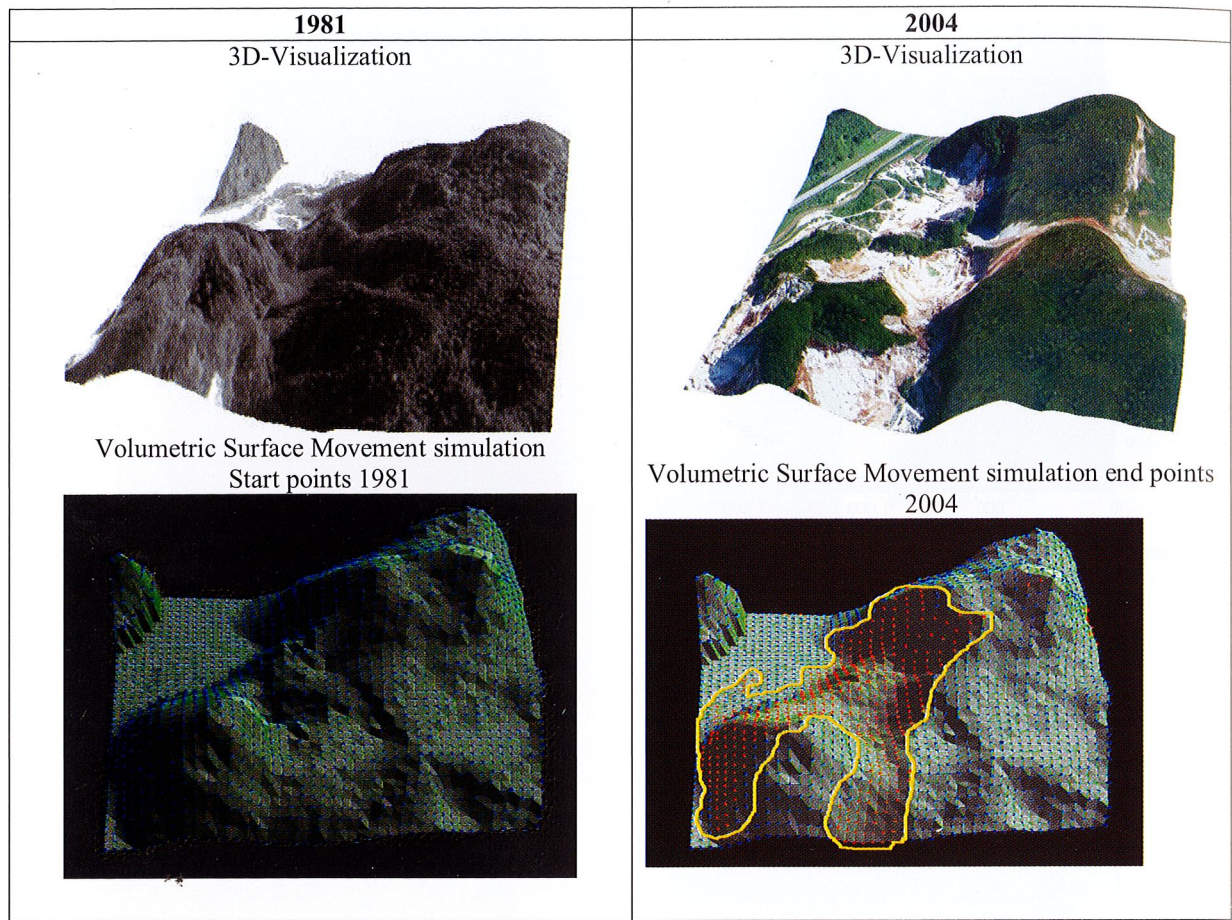 1981
3D-Visualization
Volumetric Surface Movement simulation
Start points 1981
2004
3D-Visualization
Volumetric Surface Movement simulation end points
2004